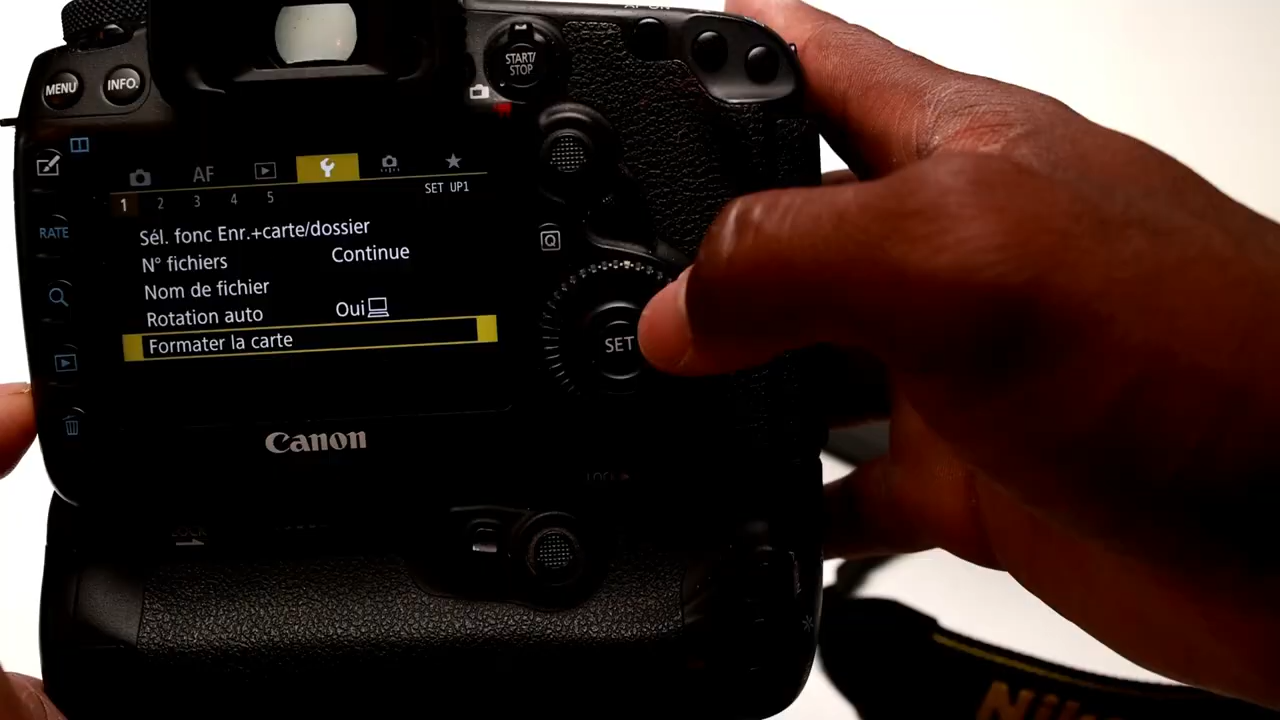 START/
STOP
MENU
INFO.
AF
SET UP1
1 2 3 4 5
RATE
Q
Sél. fonc Enr.+carte/dossier
N° fichiers Continue
Nom de fichier
Rotation auto Oui
Formater la carte
SET
Canon
LOCK